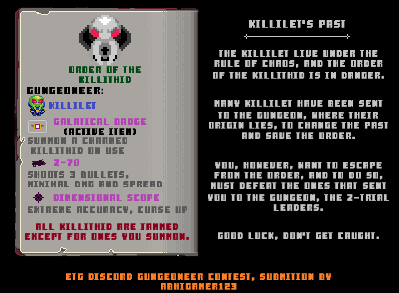 ORDER OF THE
KILLITHID
GUNGEONEER:
KILLILET
GALATICAL BADGE
(ACTIVE ITEM)
SUMMON A CHARMED
KILLITHID ON USE
Z-70
SHOOTS 3 BULLETS,
MINIMAL DMG AND SPREAD
DIMENSIONAL SCOPE
EXTREME ACCURACY, CURSE UP
ALL KILLITHID ARE TAMED
EXCEPT FOR ONES YOU SUMMON.
KILLILET'S PAST
THE KILLILET LIVE UNDER THE
RULE OF CHAOS, AND THE ORDER
OF THE KILLITHID IS IN DANGER.
MANY KILLILET HAVE BEEN SENT
TO THE GUNGEON, WHERE THEIR
ORIGIN LIES, TO CHANGE THE PAST
AND SAVE THE ORDER.
YOU, HOWEVER, WANT TO ESCAPE
FROM THE ORDER, AND TO DO SO,
MUST DEFEAT THE ONES THAT SENT
YOU TO THE GUNGEON, THE Z-TRIAL
LEADERS.
GOOD LUCK, DON'T GET CAUGHT.
ETG DISCORD GUNGEONEER CONTEST, SUBMITION BY
ABHIGAMER123